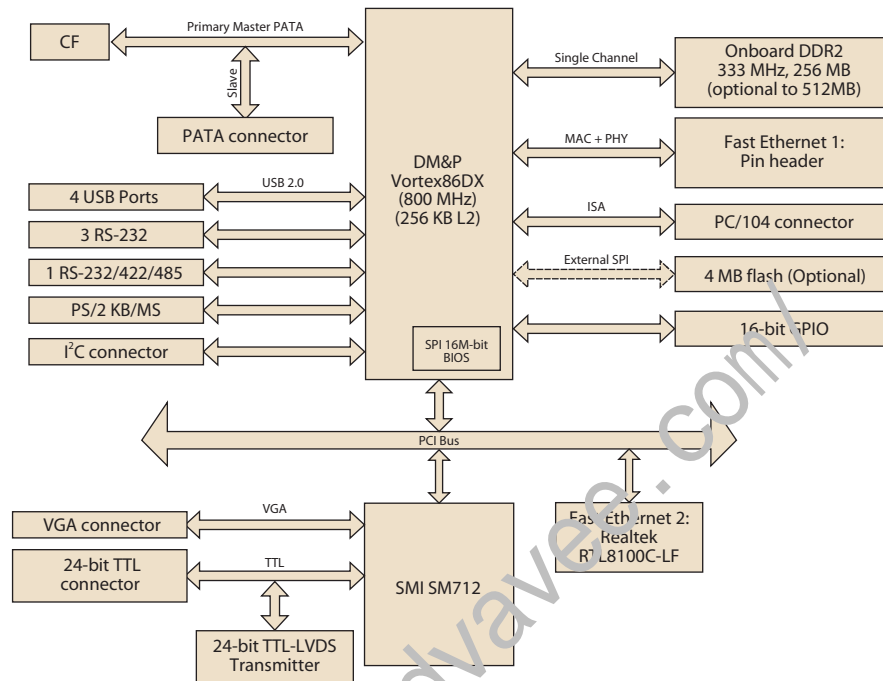 CF
Primary Master PATA
Slave
PATA connector
Single Channel
Onboard DDR2
333 MHz, 256 MB
(optional to 512MB)
DM&P
Vortex86DX
(800 MHz)
(256 KB L2)
MAC + PHY
Fast Ethernet 1:
Pin header
4 USB Ports
USB 2.0
3 RS-232
1 RS-232/422/485
PS/2 KB/MS
I²C connector
ISA
PC/104 connector
External SPI
4 MB flash (Optional)
16-bit GPIO
SPI 16M-bit
BIOS
PCI Bus
VGA connector
VGA
24-bit TTL
connector
TTL
SMI SM712
Fast Ethernet 2:
Realtek
RTL8100C-LF
24-bit TTL-LVDS
Transmitter
advavee.com/